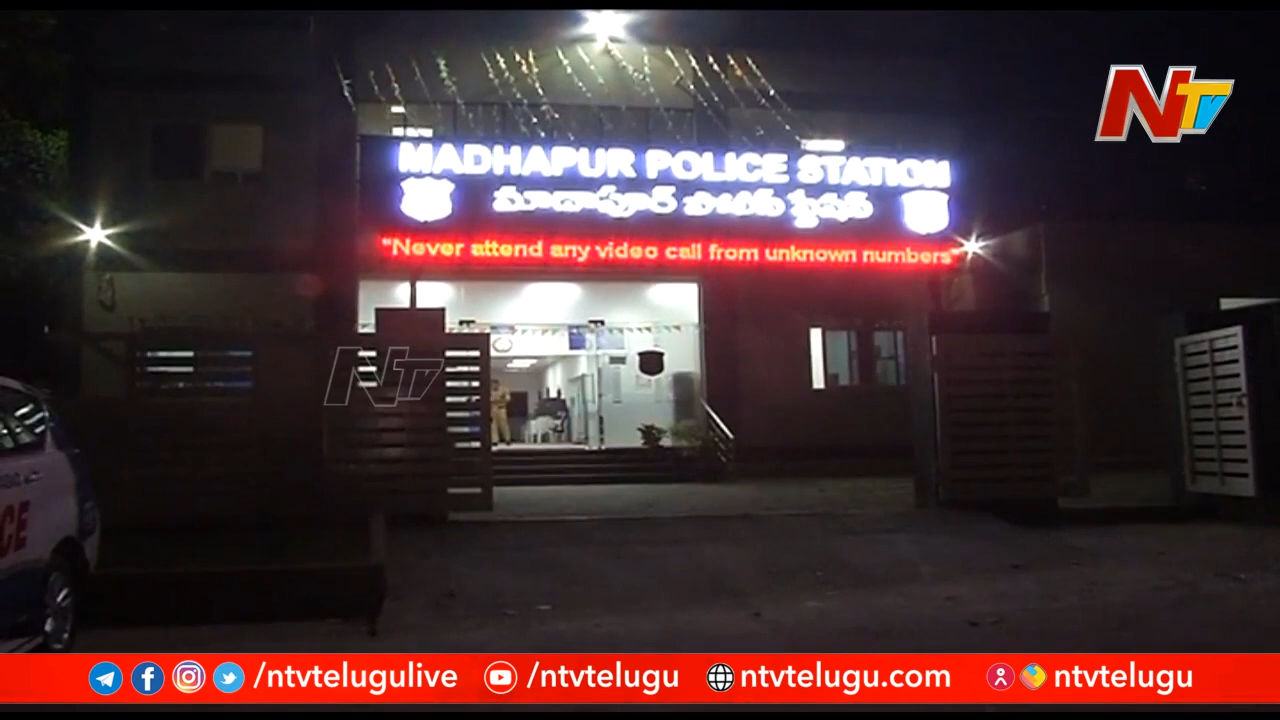 NTV
MADHAPUR POLICE STATION
మాదాపూర్ పోలీస్ స్టేషన్
"Never attend any video call from unknown numbers"
NTV
CE
/ntvtelugulive /ntvtelugu ntvtelugu.com ntvtelugu